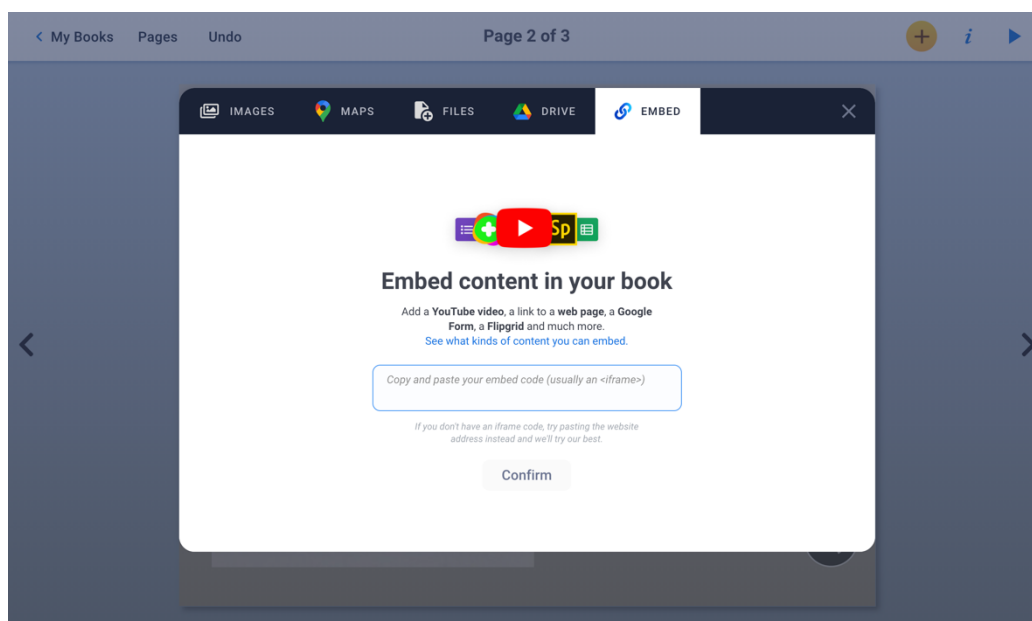 My Books Pages Undo Page 2 of 3 i
IMAGES MAPS FILES DRIVE EMBED
Sp
Embed content in your book
Add a YouTube video, a link to a web page, a Google
Form, a Flipgrid and much more.
See what kinds of content you can embed.
Copy and paste your embed code (usually an <iframe>)
If you don't have an iframe code, try pasting the website
address instead and we'll try our best.
Confirm